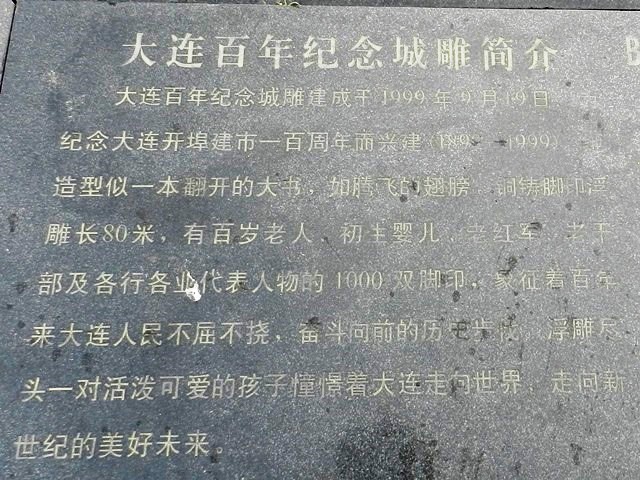 大连百年纪念城雕简介
B
大连百年纪念城雕建成于1999年9月19日
纪念大连开埠建市一百周年而兴建(1899-1999)
造型似一本翻开的大书，如腾飞的翅膀，铜铸脚印浮
雕长80米，有百岁老人、初生婴儿、老红军、老干
部及各行各业代表人物的1000双脚印，象征着百年
来大连人民不屈不挠，奋斗向前的历史 浮雕尽
头一对活泼可爱的孩子憧憬着大连走向世界，走向新
世纪的美好未来。